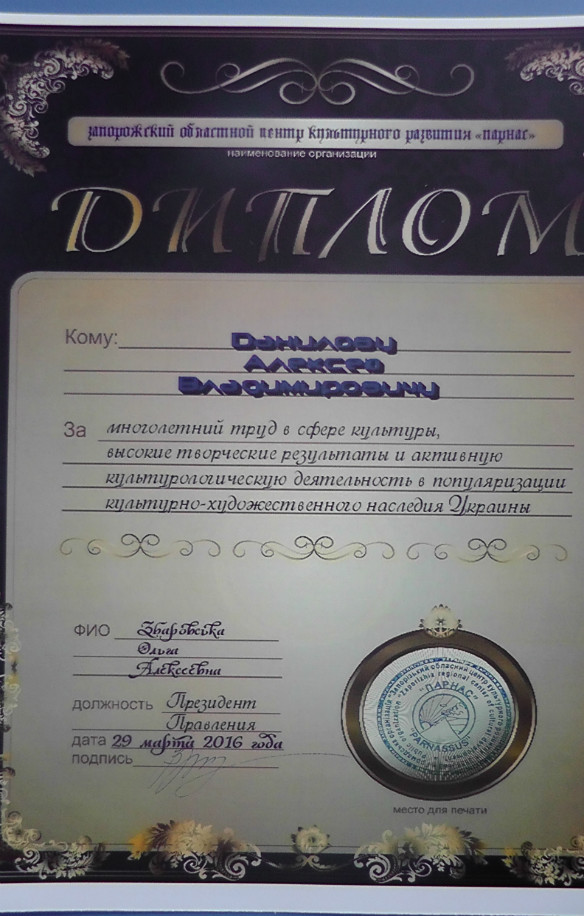 запорожский областной центр культурного развития «парнас»
наименование организации
ДИПЛОМ
Кому:
Данилову
Алексею
Владимировичу
За многолетний труд в сфере культуры,
высокие творческие результаты и активную
культурологическую деятельность в популяризации
культурно-художественного наследия Украины
ФИО Збаровська
Ольга
Алексеевна
должность Президент
Правления
дата 29 марта 2016 года
подпись
"ПАРНАС"
"PARNASSUS"
место для печати